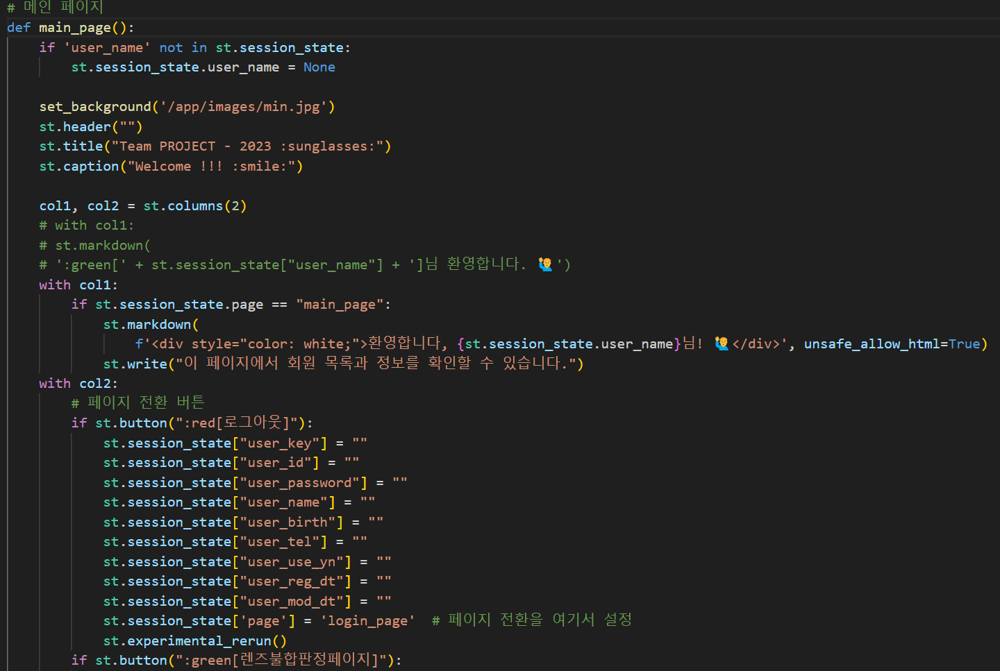 # 메인 페이지
def main_page():
    if 'user_name' not in st.session_state:
        st.session_state.user_name = None

    set_background('/app/images/min.jpg')
    st.header("")
    st.title("Team PROJECT - 2023 :sunglasses:")
    st.caption("Welcome !!! :smile:")

    col1, col2 = st.columns(2)
    # with col1:
    # st.markdown(
    # ':green[' + st.session_state["user_name"] + ']님 환영합니다. 🙋‍♂️')
    with col1:
        if st.session_state.page == "main_page":
            st.markdown(
                f'<div style="color: white;">환영합니다, {st.session_state.user_name}님! 🙋‍♂️</div>', unsafe_allow_html=True)
            st.write("이 페이지에서 회원 목록과 정보를 확인할 수 있습니다.")
    with col2:
        # 페이지 전환 버튼
        if st.button(":red[로그아웃]"):
            st.session_state["user_key"] = ""
            st.session_state["user_id"] = ""
            st.session_state["user_password"] = ""
            st.session_state["user_name"] = ""
            st.session_state["user_birth"] = ""
            st.session_state["user_tel"] = ""
            st.session_state["user_use_yn"] = ""
            st.session_state["user_reg_dt"] = ""
            st.session_state["user_mod_dt"] = ""
            st.session_state['page'] = 'login_page'  # 페이지 전환을 여기서 설정
            st.experimental_rerun()
        if st.button(":green[렌즈불합판정페이지]"):